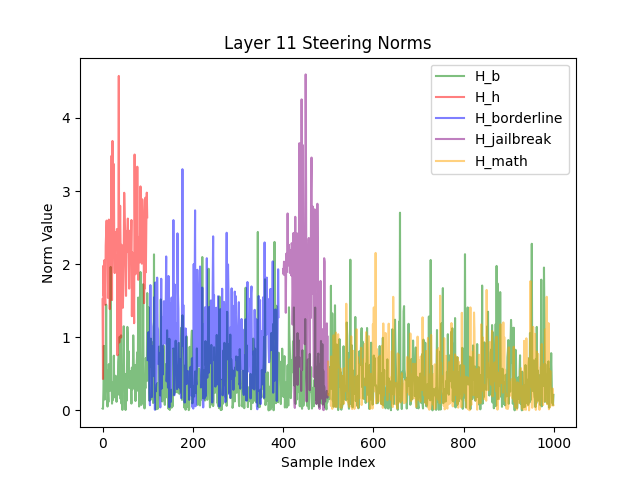 Layer 11 Steering Norms
H_b
H_h
H_borderline
H_jailbreak
H_math
Norm Value
4
3
2
1
0
0 200 400 600 800 1000
Sample Index